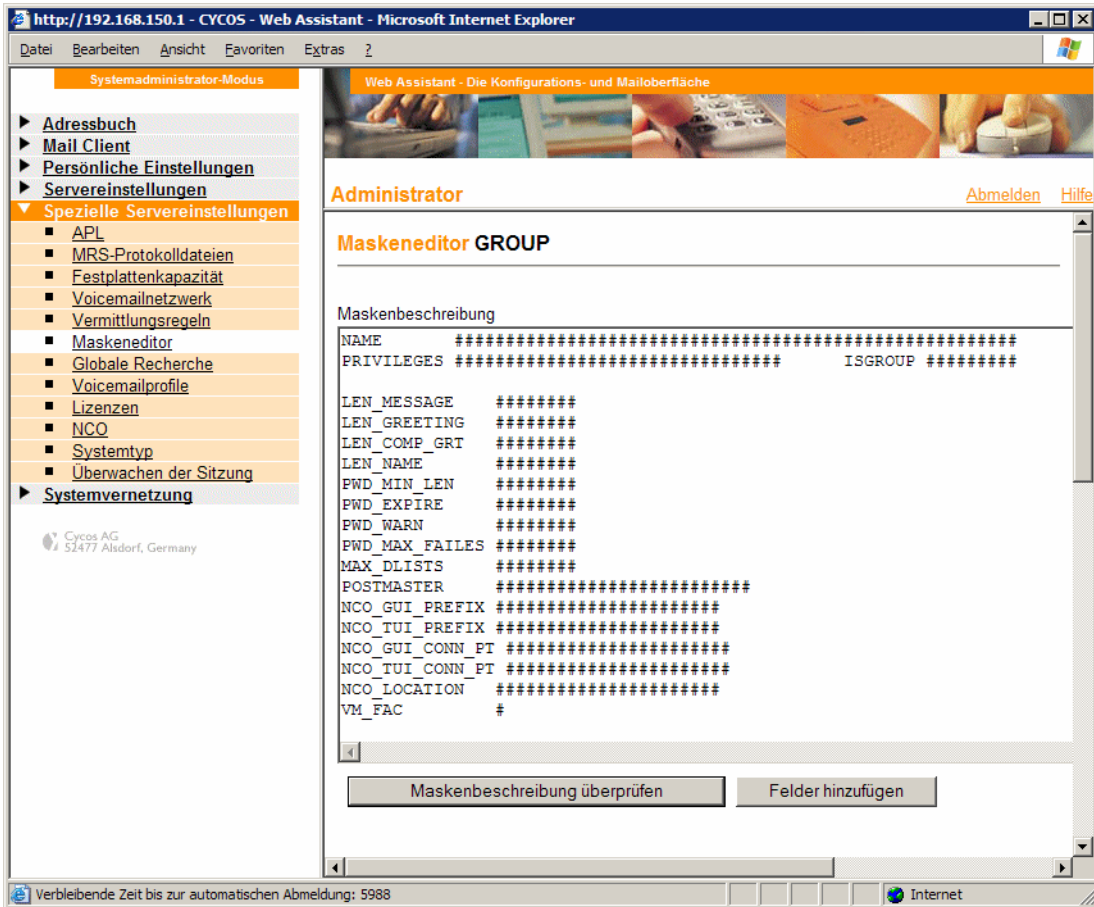 http://192.168.150.1 - CYCOS - Web Assistant - Microsoft Internet Explorer
Datei Bearbeiten Ansicht Favoriten Extras ?
Systemadministrator-Modus
Adressbuch
Mail Client
Persönliche Einstellungen
Servereinstellungen
Spezielle Servereinstellungen
APL
MRS-Protokolldateien
Festplattenkapazität
Voicemailnetzwerk
Vermittlungsregeln
Maskeneditor
Globale Recherche
Voicemailprofile
Lizenzen
NCO
Systemtyp
Überwachen der Sitzung
Systemvernetzung
Cycos AG
52477 Alsdorf, Germany
Web Assistant - Die Konfigurations- und Mailoberfläche
Administrator Abmelden Hilfe
Maskeneditor GROUP
Maskenbeschreibung
NAME #######################################################
PRIVILEGES ################################ ISGROUP #########
LEN_MESSAGE ########
LEN_GREETING ########
LEN_COMP_GRT ########
LEN_NAME ########
PWD_MIN_LEN ########
PWD_EXPIRE ########
PWD_WARN ########
PWD_MAX_FAILES ########
MAX_DLISTS ########
POSTMASTER #########################
NCO_GUI_PREFIX ######################
NCO_TUI_PREFIX ######################
NCO_GUI_CONN_PT ######################
NCO_TUI_CONN_PT ######################
NCO_LOCATION ######################
VM_FAC #
Maskenbeschreibung überprüfen Felder hinzufügen
Verbleibende Zeit bis zur automatischen Abmeldung: 5988 Internet